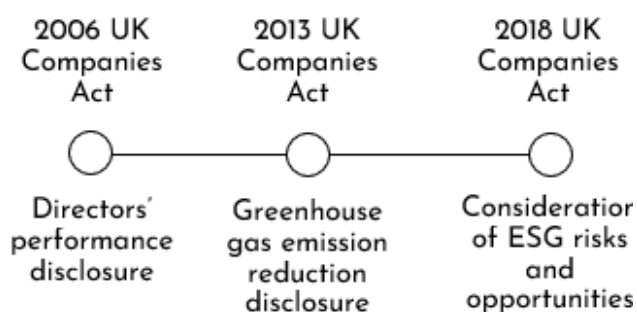 2006 UK
Companies
Act
2013 UK
Companies
Act
2018 UK
Companies
Act
Directors'
performance
disclosure
Greenhouse
gas emission
reduction
disclosure
Consideration
of ESG risks
and
opportunities